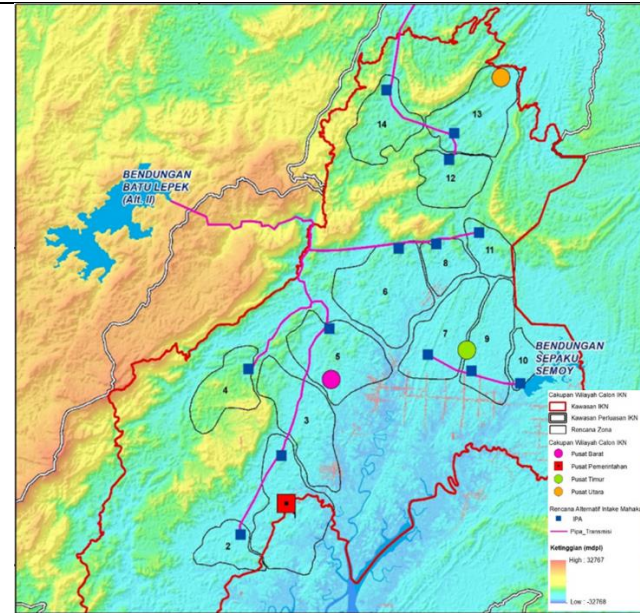 13
14
12
BENDUNGAN
BATU LEPEK
(Alt. II)
11
8
6
7
9
BENDUNGAN
SEPAKU
SEMOY
10
5
4
3
2
Cakupan Wilayah Calon IKN
Kawasan IKN
Kawasan Perluasan IKN
Rencana Zona
Cakupan Wilayah Calon IKN
Pusat Barat
Pusat Pemerintahan
Pusat Timur
Pusat Utara
Rencana Alternatif Intake Mahaka
IPA
Pipa_Transmisi
Ketinggian (mdpl)
High : 32767
Low : -32768